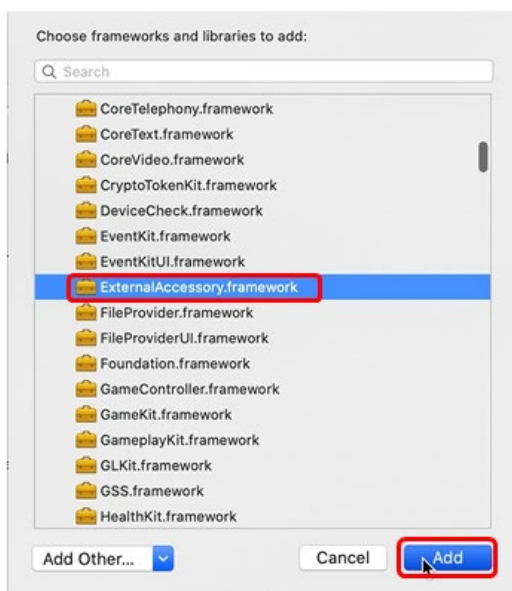 Choose frameworks and libraries to add:
Search
CoreTelephony.framework
CoreText.framework
CoreVideo.framework
CryptoTokenKit.framework
DeviceCheck.framework
EventKit.framework
EventKitUI.framework
ExternalAccessory.framework
FileProvider.framework
FileProviderUI.framework
Foundation.framework
GameController.framework
GameKit.framework
GameplayKit.framework
GLKit.framework
GSS.framework
HealthKit.framework
Add Other... Cancel Add